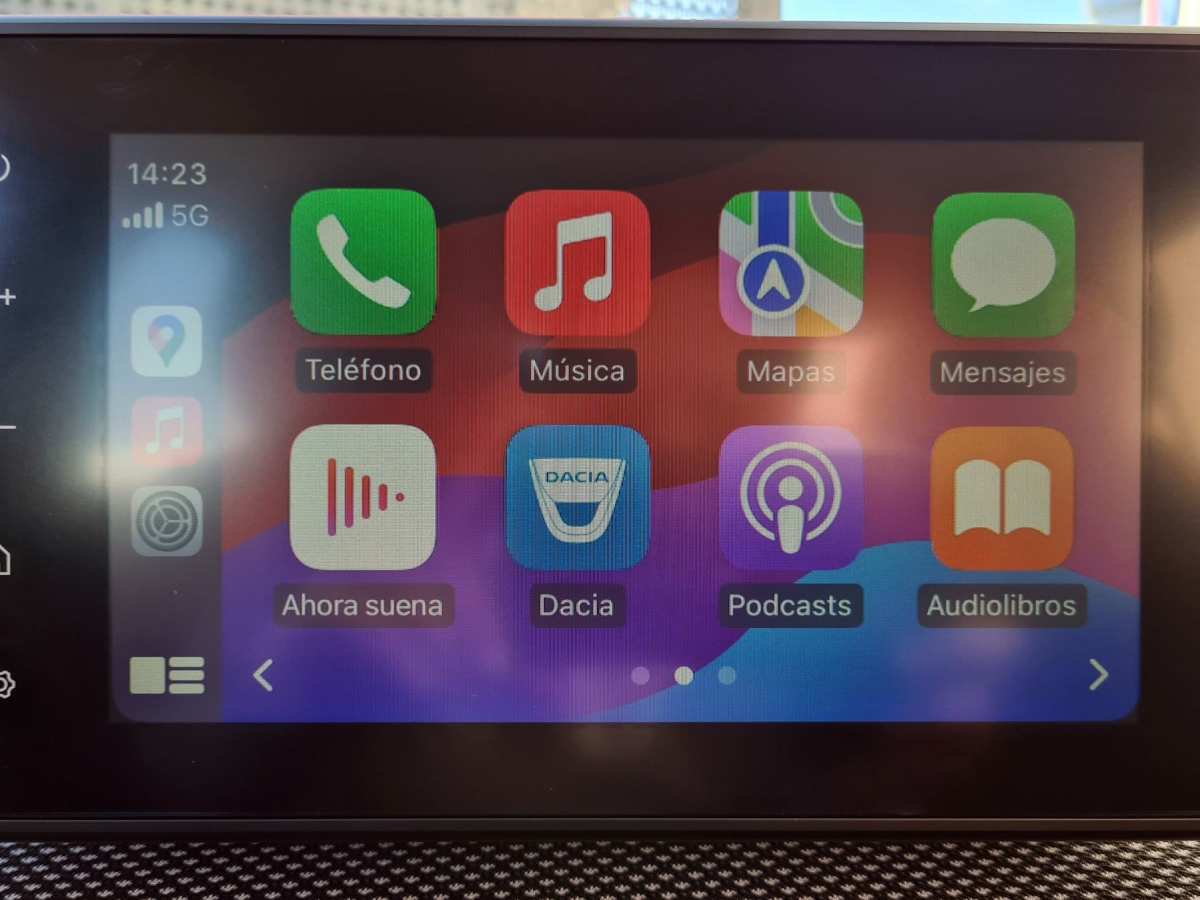 14:23
5G
Teléfono
Música
Mapas
Mensajes
DACIA
Ahora suena
Dacia
Podcasts
Audiolibros